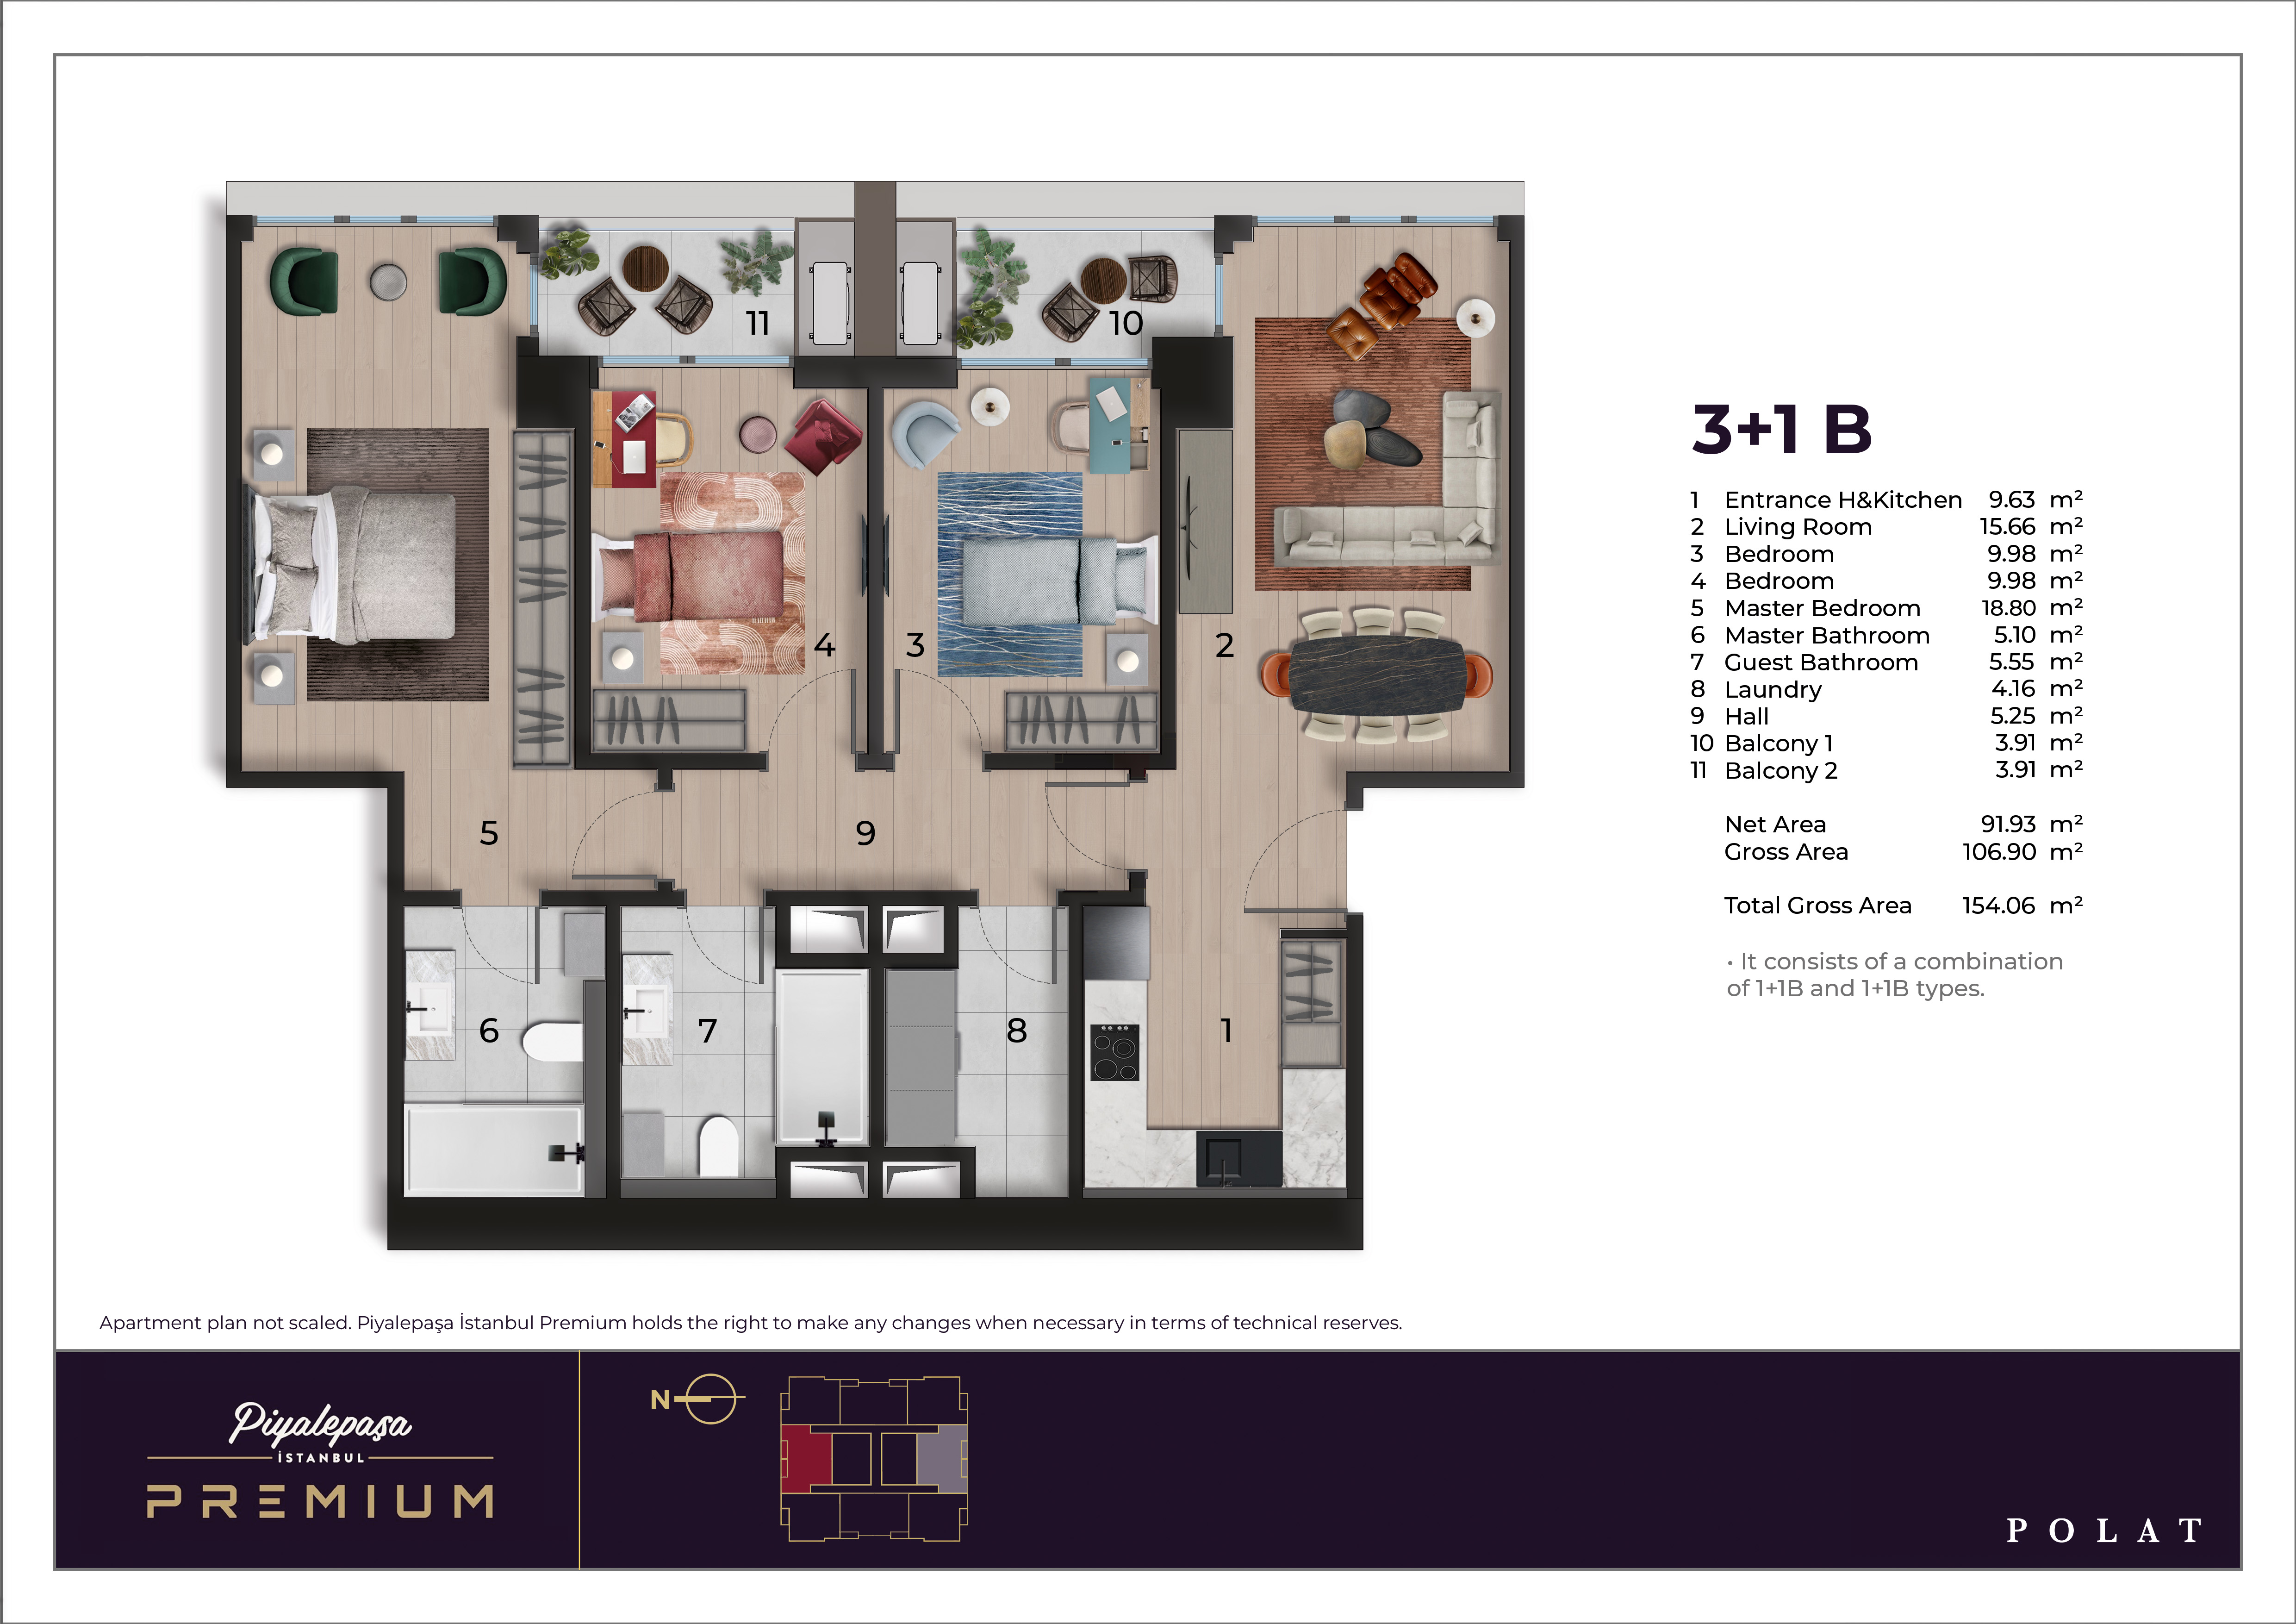 11
10
4
3
2
5
9
6
7
8
1
3+1 B
1 Entrance H&Kitchen 9.63 m²
2 Living Room 15.66 m²
3 Bedroom 9.98 m²
4 Bedroom 9.98 m²
5 Master Bedroom 18.80 m²
6 Master Bathroom 5.10 m²
7 Guest Bathroom 5.55 m²
8 Laundry 4.16 m²
9 Hall 5.25 m²
10 Balcony 1 3.91 m²
11 Balcony 2 3.91 m²
Net Area 91.93 m²
Gross Area 106.90 m²
Total Gross Area 154.06 m²
• It consists of a combination
of 1+1B and 1+1B types.
Apartment plan not scaled. Piyalepaşa İstanbul Premium holds the right to make any changes when necessary in terms of technical reserves.
Piyalepaşa
İSTANBUL
PREMIUM
N
POLAT